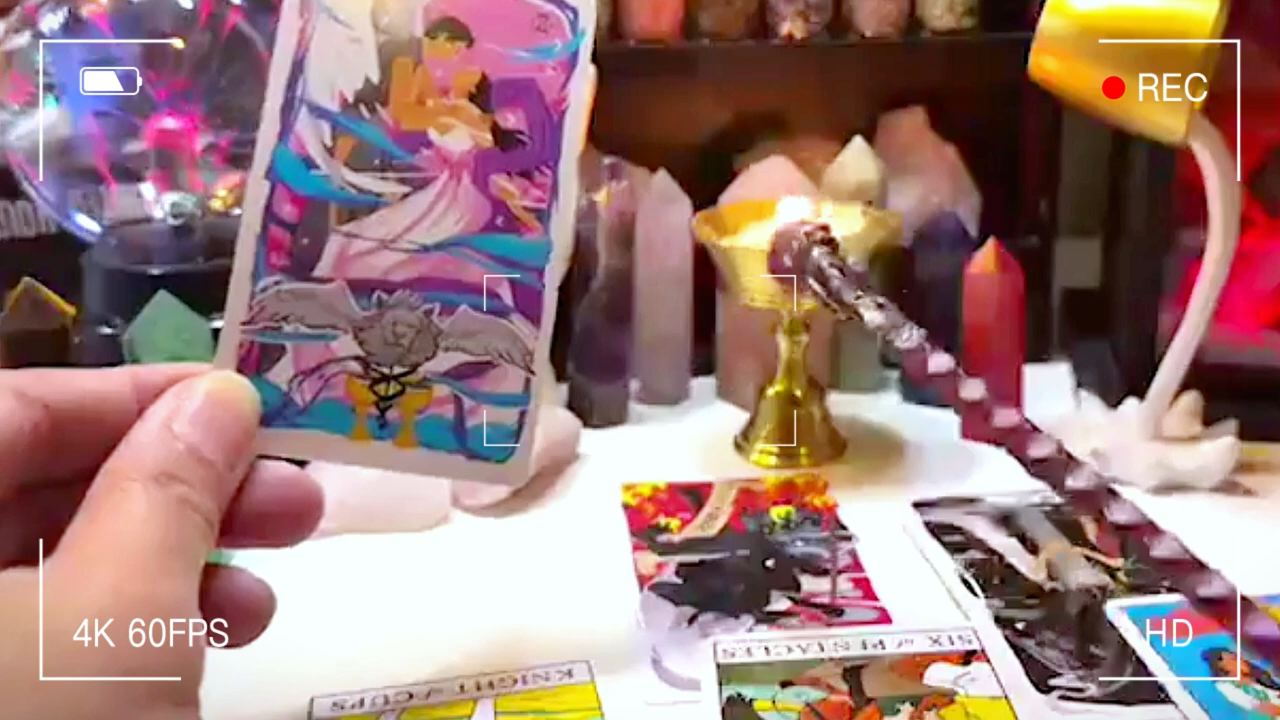 REC
SIX of PENTACLES
KNIGHT of CUPS
4K 60FPS
HD